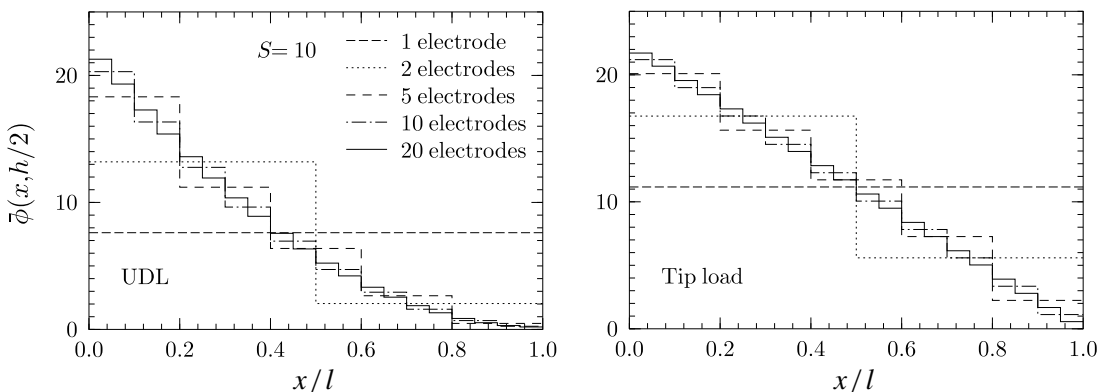 S= 10
1 electrode
2 electrodes
5 electrodes
10 electrodes
20 electrodes
UDL
ϕ̄(x,h/2)
20
10
0
0.0 0.2 0.4 0.6 0.8 1.0
x/l
Tip load
20
10
0
0.0 0.2 0.4 0.6 0.8 1.0
x/l